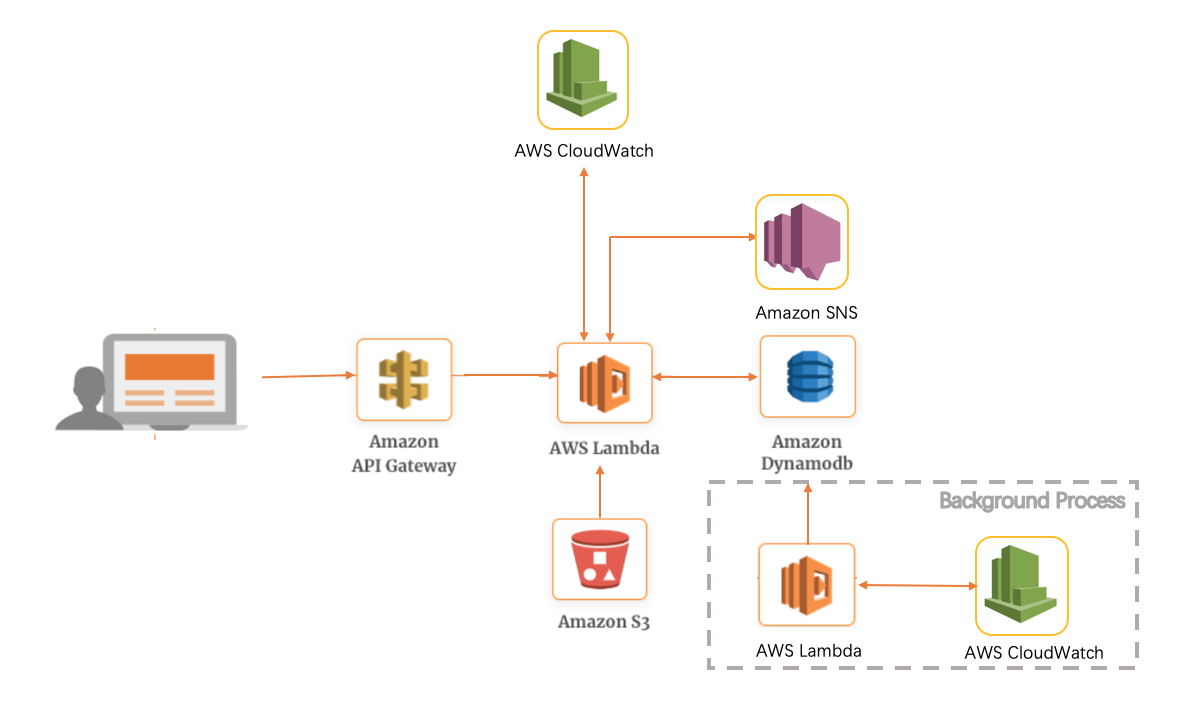 AWS CloudWatch
Amazon SNS
Amazon
API Gateway
AWS Lambda
Amazon
Dynamodb
Background Process
Amazon S3
AWS Lambda
AWS CloudWatch